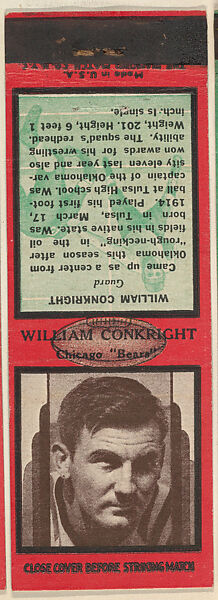 Made in U.S.A.
WILLIAM CONKRIGHT
Guard
Came up as a center from
Oklahoma this season after
"rough-necking" in the oil
fields in his native state. Was
born in Tulsa, March 17,
1914. Played his first foot-
ball at Tulsa High school. Was
captain of the Oklahoma var-
sity eleven last year and also
won awards for his wrestling
ability. The squad's redhead.
Weight, 201. Height, 6 feet 1
inch. Is single.
WILLIAM CONKRIGHT
Chicago "Bears"
CLOSE COVER BEFORE STRIKING MATCH